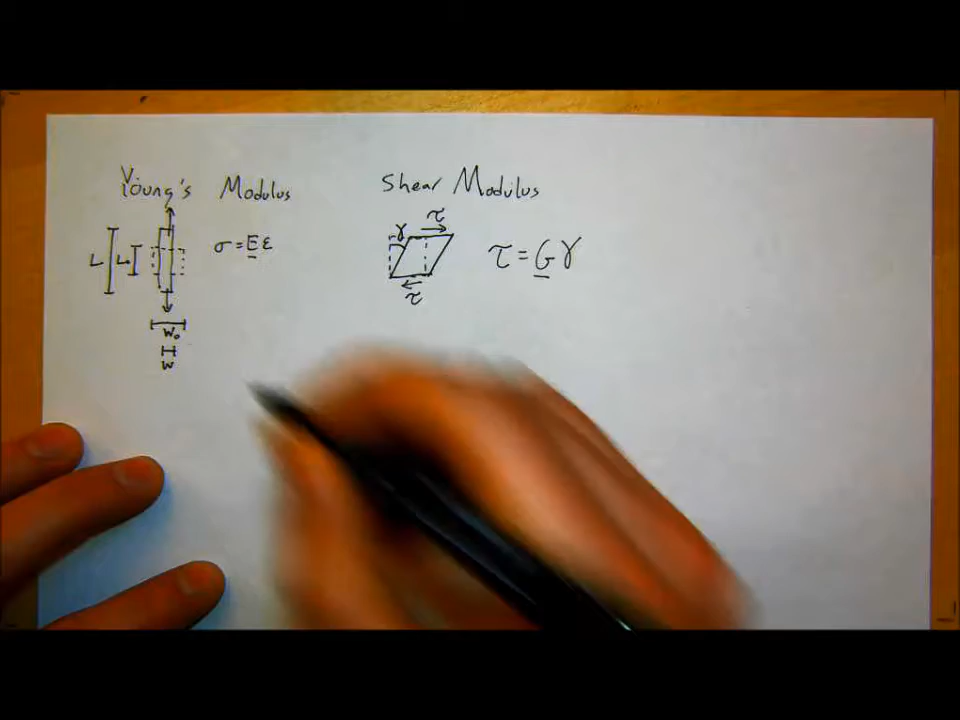 Young's Modulus
L
L₀
σ = Eε
W₀
W
Shear Modulus
γ
τ
τ
τ = Gγ